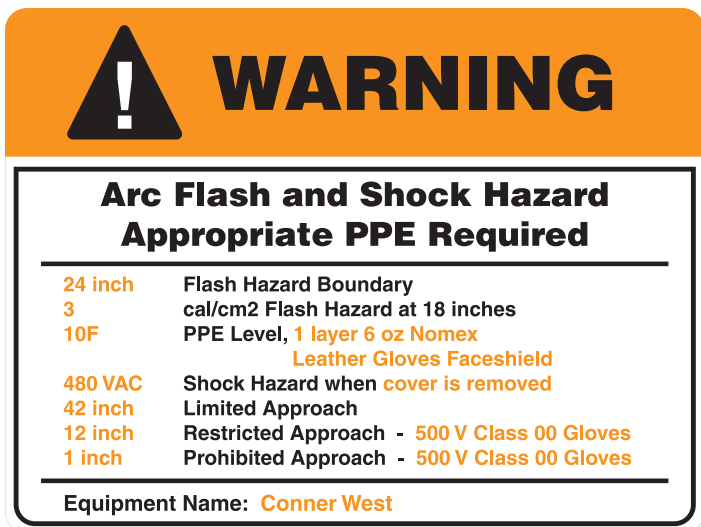 ! WARNING
Arc Flash and Shock Hazard
Appropriate PPE Required
24 inch Flash Hazard Boundary
3 cal/cm2 Flash Hazard at 18 inches
10F PPE Level, 1 layer 6 oz Nomex
Leather Gloves Faceshield
480 VAC Shock Hazard when cover is removed
42 inch Limited Approach
12 inch Restricted Approach - 500 V Class 00 Gloves
1 inch Prohibited Approach - 500 V Class 00 Gloves
Equipment Name: Conner West